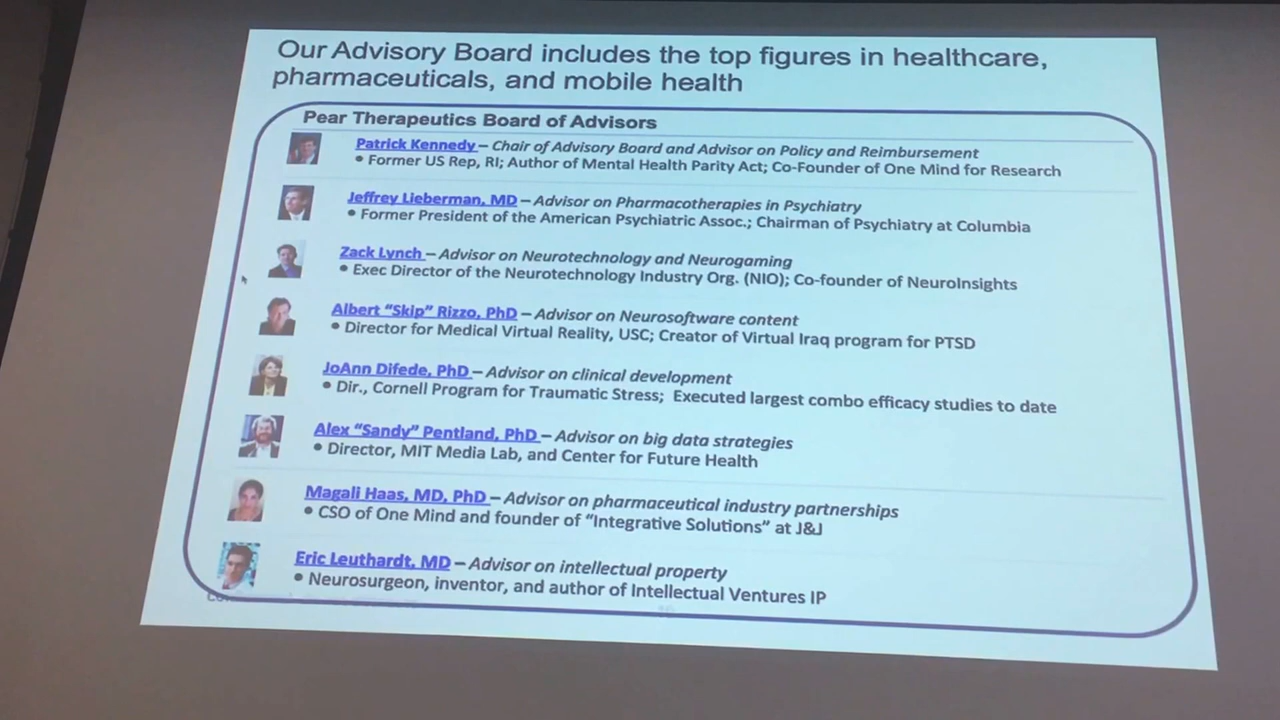 Our Advisory Board includes the top figures in healthcare,
pharmaceuticals, and mobile health
Pear Therapeutics Board of Advisors
Patrick Kennedy – Chair of Advisory Board and Advisor on Policy and Reimbursement
• Former US Rep, RI; Author of Mental Health Parity Act; Co-Founder of One Mind for Research
Jeffrey Lieberman, MD – Advisor on Pharmacotherapies in Psychiatry
• Former President of the American Psychiatric Assoc.; Chairman of Psychiatry at Columbia
Zack Lynch – Advisor on Neurotechnology and Neurogaming
• Exec Director of the Neurotechnology Industry Org. (NIO); Co-founder of NeuroInsights
Albert “Skip” Rizzo, PhD – Advisor on Neurosoftware content
• Director for Medical Virtual Reality, USC; Creator of Virtual Iraq program for PTSD
JoAnn Difede, PhD – Advisor on clinical development
• Dir., Cornell Program for Traumatic Stress; Executed largest combo efficacy studies to date
Alex “Sandy” Pentland, PhD – Advisor on big data strategies
• Director, MIT Media Lab, and Center for Future Health
Magali Haas, MD, PhD – Advisor on pharmaceutical industry partnerships
• CSO of One Mind and founder of “Integrative Solutions” at J&J
Eric Leuthardt, MD – Advisor on intellectual property
• Neurosurgeon, inventor, and author of Intellectual Ventures IP